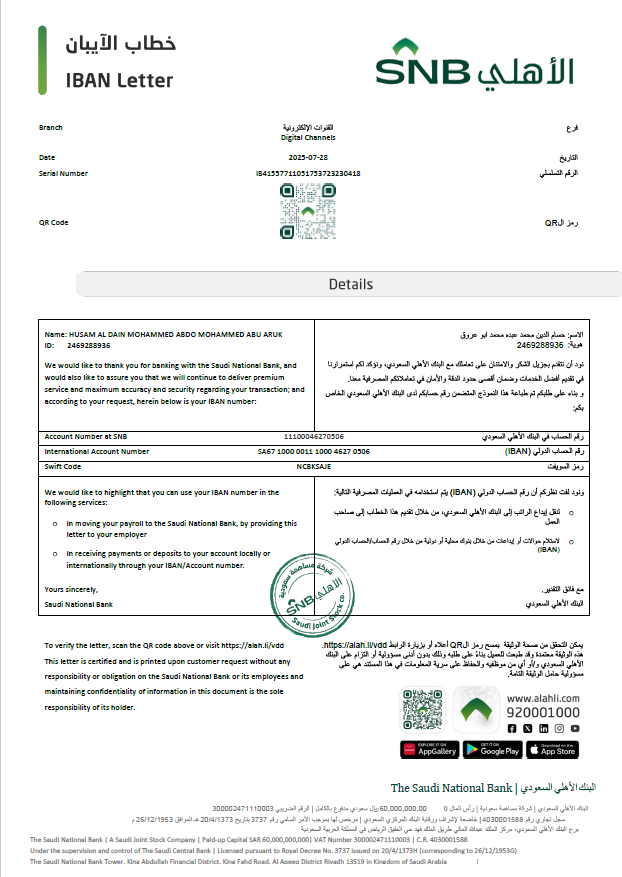 خطاب الآيبان
IBAN Letter
SNB الأهلي
Branch القنوات الإلكترونية فرع
Digital Channels
Date 2025-07-28 التاريخ
Serial Number IB41557711051753723230418 الرقم التسلسلي
QR Code رمز الـQR
Details
Name: HUSAM AL DAIN MOHAMMED ABDO MOHAMMED ABU ARUK
ID: 2469288936
We would like to thank you for banking with the Saudi National Bank, and
would also like to assure you that we will continue to deliver premium
service and maximum accuracy and security regarding your transaction; and
according to your request, herein below is your IBAN number:
الاسم: حسام الدين محمد عبده محمد ابو عروق
هوية: 2469288936
نود أن نتقدم بجزيل الشكر والامتنان على تعاملك مع البنك الأهلي السعودي، ونؤكد لكم استمرارنا
في تقديم أفضل الخدمات وضمان أقصى حدود الدقة والأمان في تعاملاتكم المصرفية معنا.
و بناء على طلبكم تم طباعة هذا النموذج المتضمن رقم حسابكم لدى البنك الأهلي السعودي الخاص
بكم:
Account Number at SNB 11100046270506 رقم الحساب في البنك الأهلي السعودي
International Account Number SA67 1000 0011 1000 4627 0506 رقم الحساب الدولي (IBAN)
Swift Code NCBKSAJE رمز السويفت
We would like to highlight that you can use your IBAN number in the
following services:
o In moving your payroll to the Saudi National Bank, by providing this
letter to your employer
o In receiving payments or deposits to your account locally or
internationally through your IBAN/Account number.
Yours sincerely,
Saudi National Bank
ونود لفت نظركم أن رقم الحساب الدولي (IBAN) يتم استخدامه في العمليات المصرفية التالية:
o لنقل إيداع الراتب إلى البنك الأهلي السعودي، من خلال تقديم هذا الخطاب إلى صاحب
العمل
o لاستلام حوالات أو إيداعات من خلال بنوك محلية أو دولية من خلال رقم الحساب/الحساب الدولي
(IBAN)
مع فائق التقدير.
البنك الأهلي السعودي
شركة مساهمة سعودية
SNB الأهلي
Saudi Joint Stock Co.
To verify the letter, scan the QR code above or visit https://alah.li/vdd
This letter is certified and is printed upon customer request without any
responsibility or obligation on the Saudi National Bank or its employees and
maintaining confidentiality of information in this document is the sole
responsibility of its holder.
يمكن التحقق من صحة الوثيقة بمسح رمز الـQR أعلاه أو بزيارة الرابط https://alah.li/vdd.
هذه الوثيقة معتمدة وقد طبعت للعميل بناءً على طلبه وذلك بدون أدنى مسؤولية أو التزام على البنك
الأهلي السعودي و/أو أي من موظفيه والحفاظ على سرية المعلومات في هذا المستند هي على
مسؤولية حامل الوثيقة التامة.
www.alahli.com
920001000
EXPLORE IT ON AppGallery
GET IT ON Google Play
Download on the App Store
The Saudi National Bank | البنك الأهلي السعودي
البنك الأهلي السعودي | شركة مساهمة سعودية | رأس المال 60,000,000,00 ريال سعودي مدفوع بالكامل | الرقم الضريبي 300002471110003
سجل تجاري رقم 4030001588 | خاضعة لإشراف ورقابة البنك المركزي السعودي | مرخص لها بموجب الأمر السامي رقم 3737 بتاريخ 1373/4/20 هـ الموافق 1953/12/26 م
برج البنك الأهلي السعودي، مركز الملك عبدالله المالي طريق الملك فهد حي العقيق الرياض في المملكة العربية السعودية
The Saudi National Bank | A Saudi Joint Stock Company | Paid-up Capital SAR 60,000,000,000| VAT Number 300002471110003 | C.R. 4030001588
Under the supervision and control of The Saudi Central Bank | Licensed pursuant to Royal Decree No. 3737 issued on 20/4/1373H (corresponding to 26/12/1953G)
The Saudi National Bank Tower, King Abdullah Financial District, King Fahd Road, Al Aqeeq District Riyadh 13519 in Kingdom of Saudi Arabia